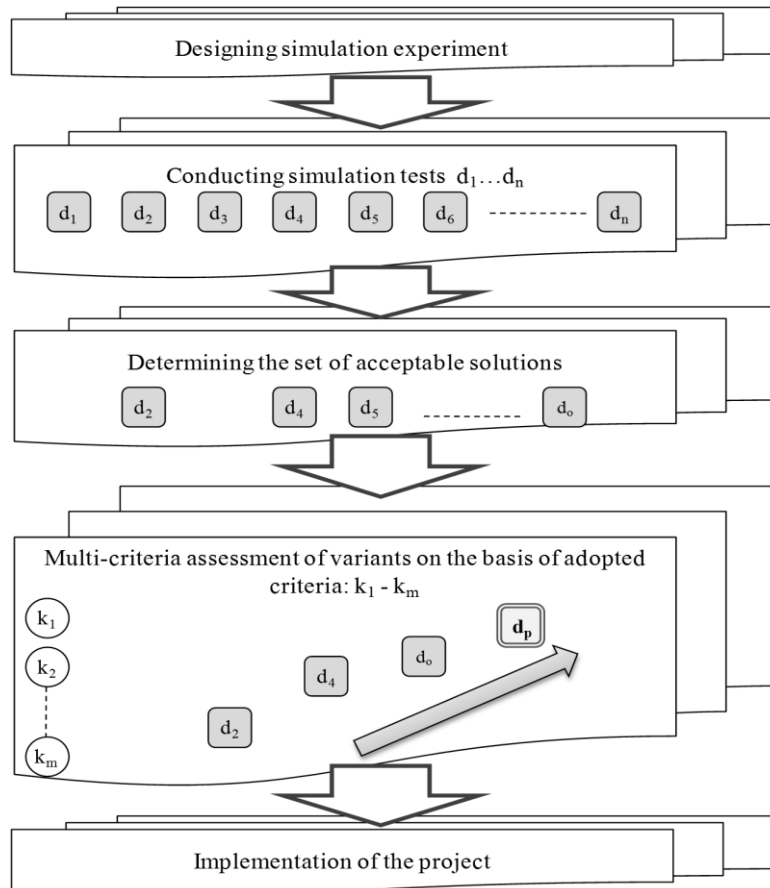 Designing simulation experiment
Conducting simulation tests d₁...dₙ
d₁ d₂ d₃ d₄ d₅ d₆ dₙ
Determining the set of acceptable solutions
d₂ d₄ d₅ dₒ
Multi-criteria assessment of variants on the basis of adopted
criteria: k₁ - kₘ
k₁
dₚ
k₂
dₒ
d₄
d₂
kₘ
Implementation of the project